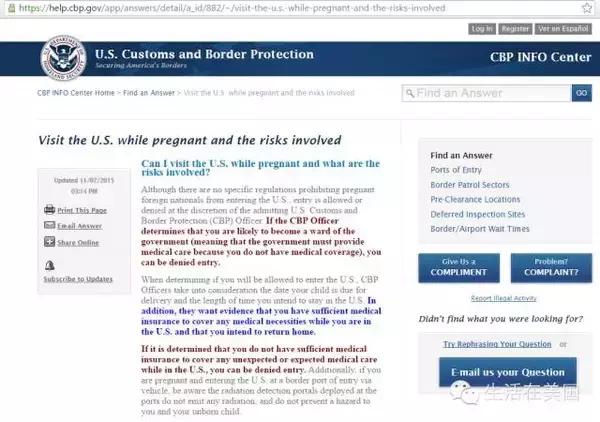 https://help.cbp.gov/app/answers/detail/a_id/882/~/visit-the-u.s.-while-pregnant-and-the-risks-involved
Log In Register Ver en Español
U.S. Customs and Border Protection
Securing America's Borders
CBP INFO Center
CBP INFO Center Home > Find an Answer > Visit the U.S. while pregnant and the risks involved
Find an Answer GO
Visit the U.S. while pregnant and the risks involved
Updated 11/02/2015
03:14 PM
Print This Page
Email Answer
Share Online
Subscribe to Updates
Can I visit the U.S. while pregnant and what are the
risks involved?
Although there are no specific regulations prohibiting pregnant
foreign nationals from entering the U.S., entry is allowed or
denied at the discretion of the admitting U.S. Customs and
Border Protection (CBP) Officer. If the CBP Officer
determines that you are likely to become a ward of the
government (meaning that the government must provide
medical care because you do not have medical coverage), you
can be denied entry.
When determining if you will be allowed to enter the U.S., CBP
Officers take into consideration the date your child is due for
delivery and the length of time you intend to stay in the U.S. In
addition, they want evidence that you have sufficient medical
insurance to cover any medical necessities while you are in
the U.S. and that you intend to return home.
If it is determined that you do not have sufficient medical
insurance to cover any unexpected or expected medical care
while in the U.S., you can be denied entry. Additionally, if you
are pregnant and entering the U.S. at a border port of entry via
vehicle, be aware the radiation detection portals deployed at the
ports do not emit any radiation, and do not present a hazard to
you and your unborn child.
Find an Answer
Ports of Entry
Border Patrol Sectors
Pre-Clearance Locations
Deferred Inspection Sites
Border/Airport Wait Times
Give Us a
COMPLIMENT
Problem?
COMPLAINT?
Report Illegal Activity
Didn't find what you were looking for?
Try Rephrasing Your Question or
E-mail us your Question
生活在美国